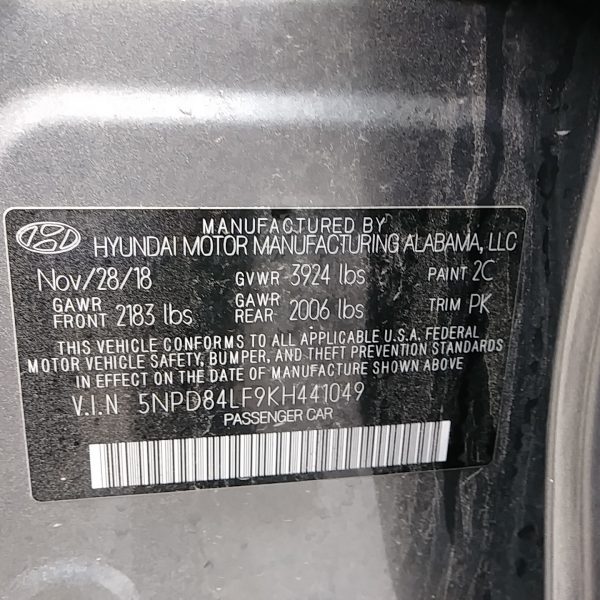 MANUFACTURED BY
HYUNDAI MOTOR MANUFACTURING ALABAMA, LLC
Nov/28/18 GVWR 3924 lbs PAINT 2C
GAWR FRONT 2183 lbs GAWR REAR 2006 lbs TRIM PK
THIS VEHICLE CONFORMS TO ALL APPLICABLE U.S.A. FEDERAL
MOTOR VEHICLE SAFETY, BUMPER, AND THEFT PREVENTION STANDARDS
IN EFFECT ON THE DATE OF MANUFACTURE SHOWN ABOVE
V.I.N 5NPD84LF9KH441049
PASSENGER CAR